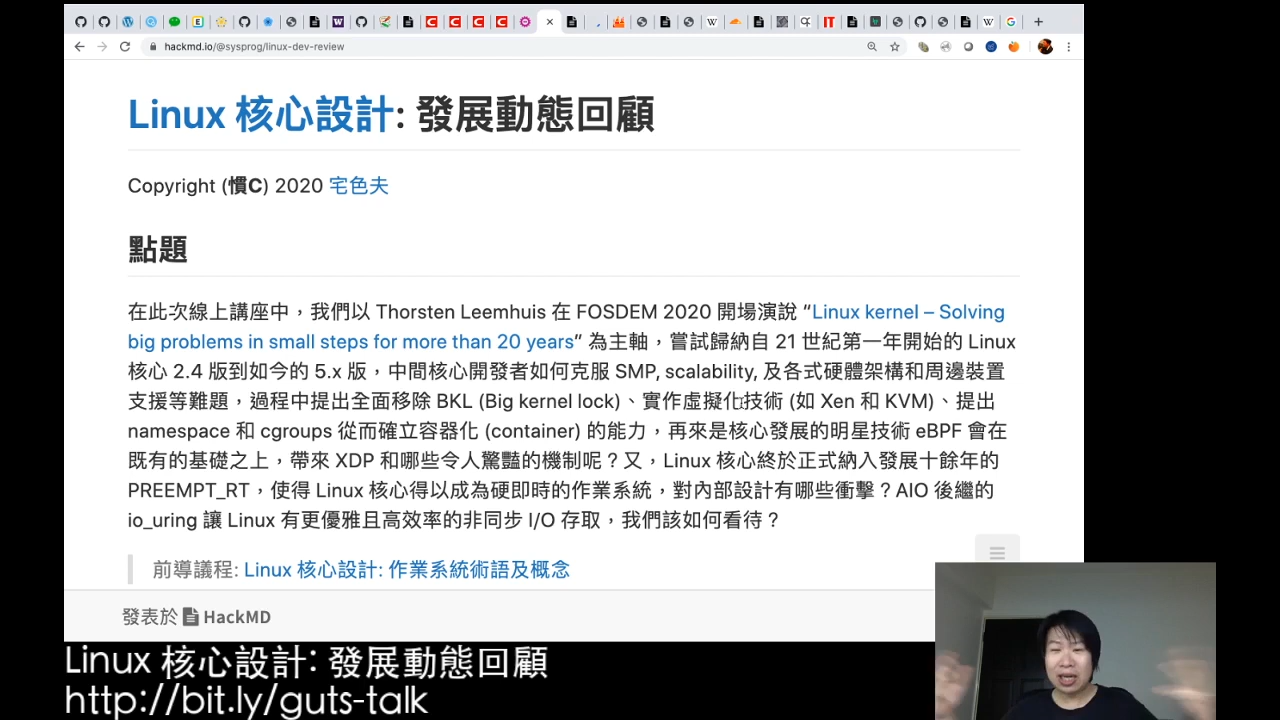 hackmd.io/@sysprog/linux-dev-review
Linux 核心設計: 發展動態回顧
Copyright (慣C) 2020 宅色夫
點題
在此次線上講座中，我們以 Thorsten Leemhuis 在 FOSDEM 2020 開場演說 “Linux kernel – Solving
big problems in small steps for more than 20 years“ 為主軸，嘗試歸納自 21 世紀第一年開始的 Linux
核心 2.4 版到如今的 5.x 版，中間核心開發者如何克服 SMP, scalability, 及各式硬體架構和周邊裝置
支援等難題，過程中提出全面移除 BKL (Big kernel lock)、實作虛擬化技術 (如 Xen 和 KVM)、提出
namespace 和 cgroups 從而確立容器化 (container) 的能力，再來是核心發展的明星技術 eBPF 會在
既有的基礎之上，帶來 XDP 和哪些令人驚豔的機制呢？又，Linux 核心終於正式納入發展十餘年的
PREEMPT_RT，使得 Linux 核心得以成為硬即時的作業系統，對內部設計有哪些衝擊？AIO 後繼的
io_uring 讓 Linux 有更優雅且高效率的非同步 I/O 存取，我們該如何看待？
前導議程: Linux 核心設計: 作業系統術語及概念
發表於 HackMD
Linux 核心設計: 發展動態回顧
http://bit.ly/guts-talk